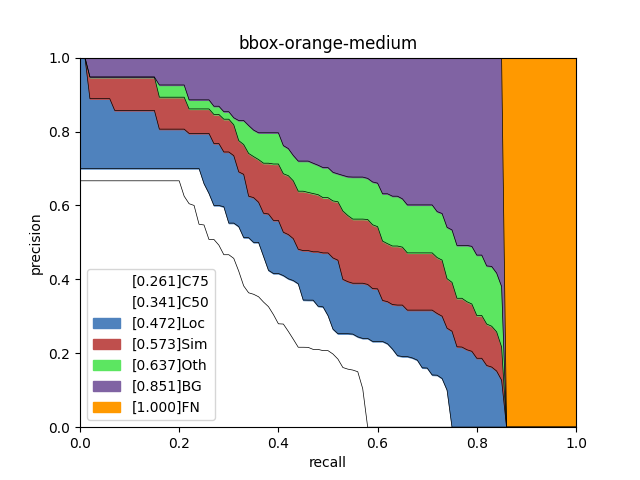 bbox-orange-medium
precision
1.0
0.8
0.6
0.4
0.2
0.0
[0.261]C75
[0.341]C50
[0.472]Loc
[0.573]Sim
[0.637]Oth
[0.851]BG
[1.000]FN
0.0 0.2 0.4 0.6 0.8 1.0
recall